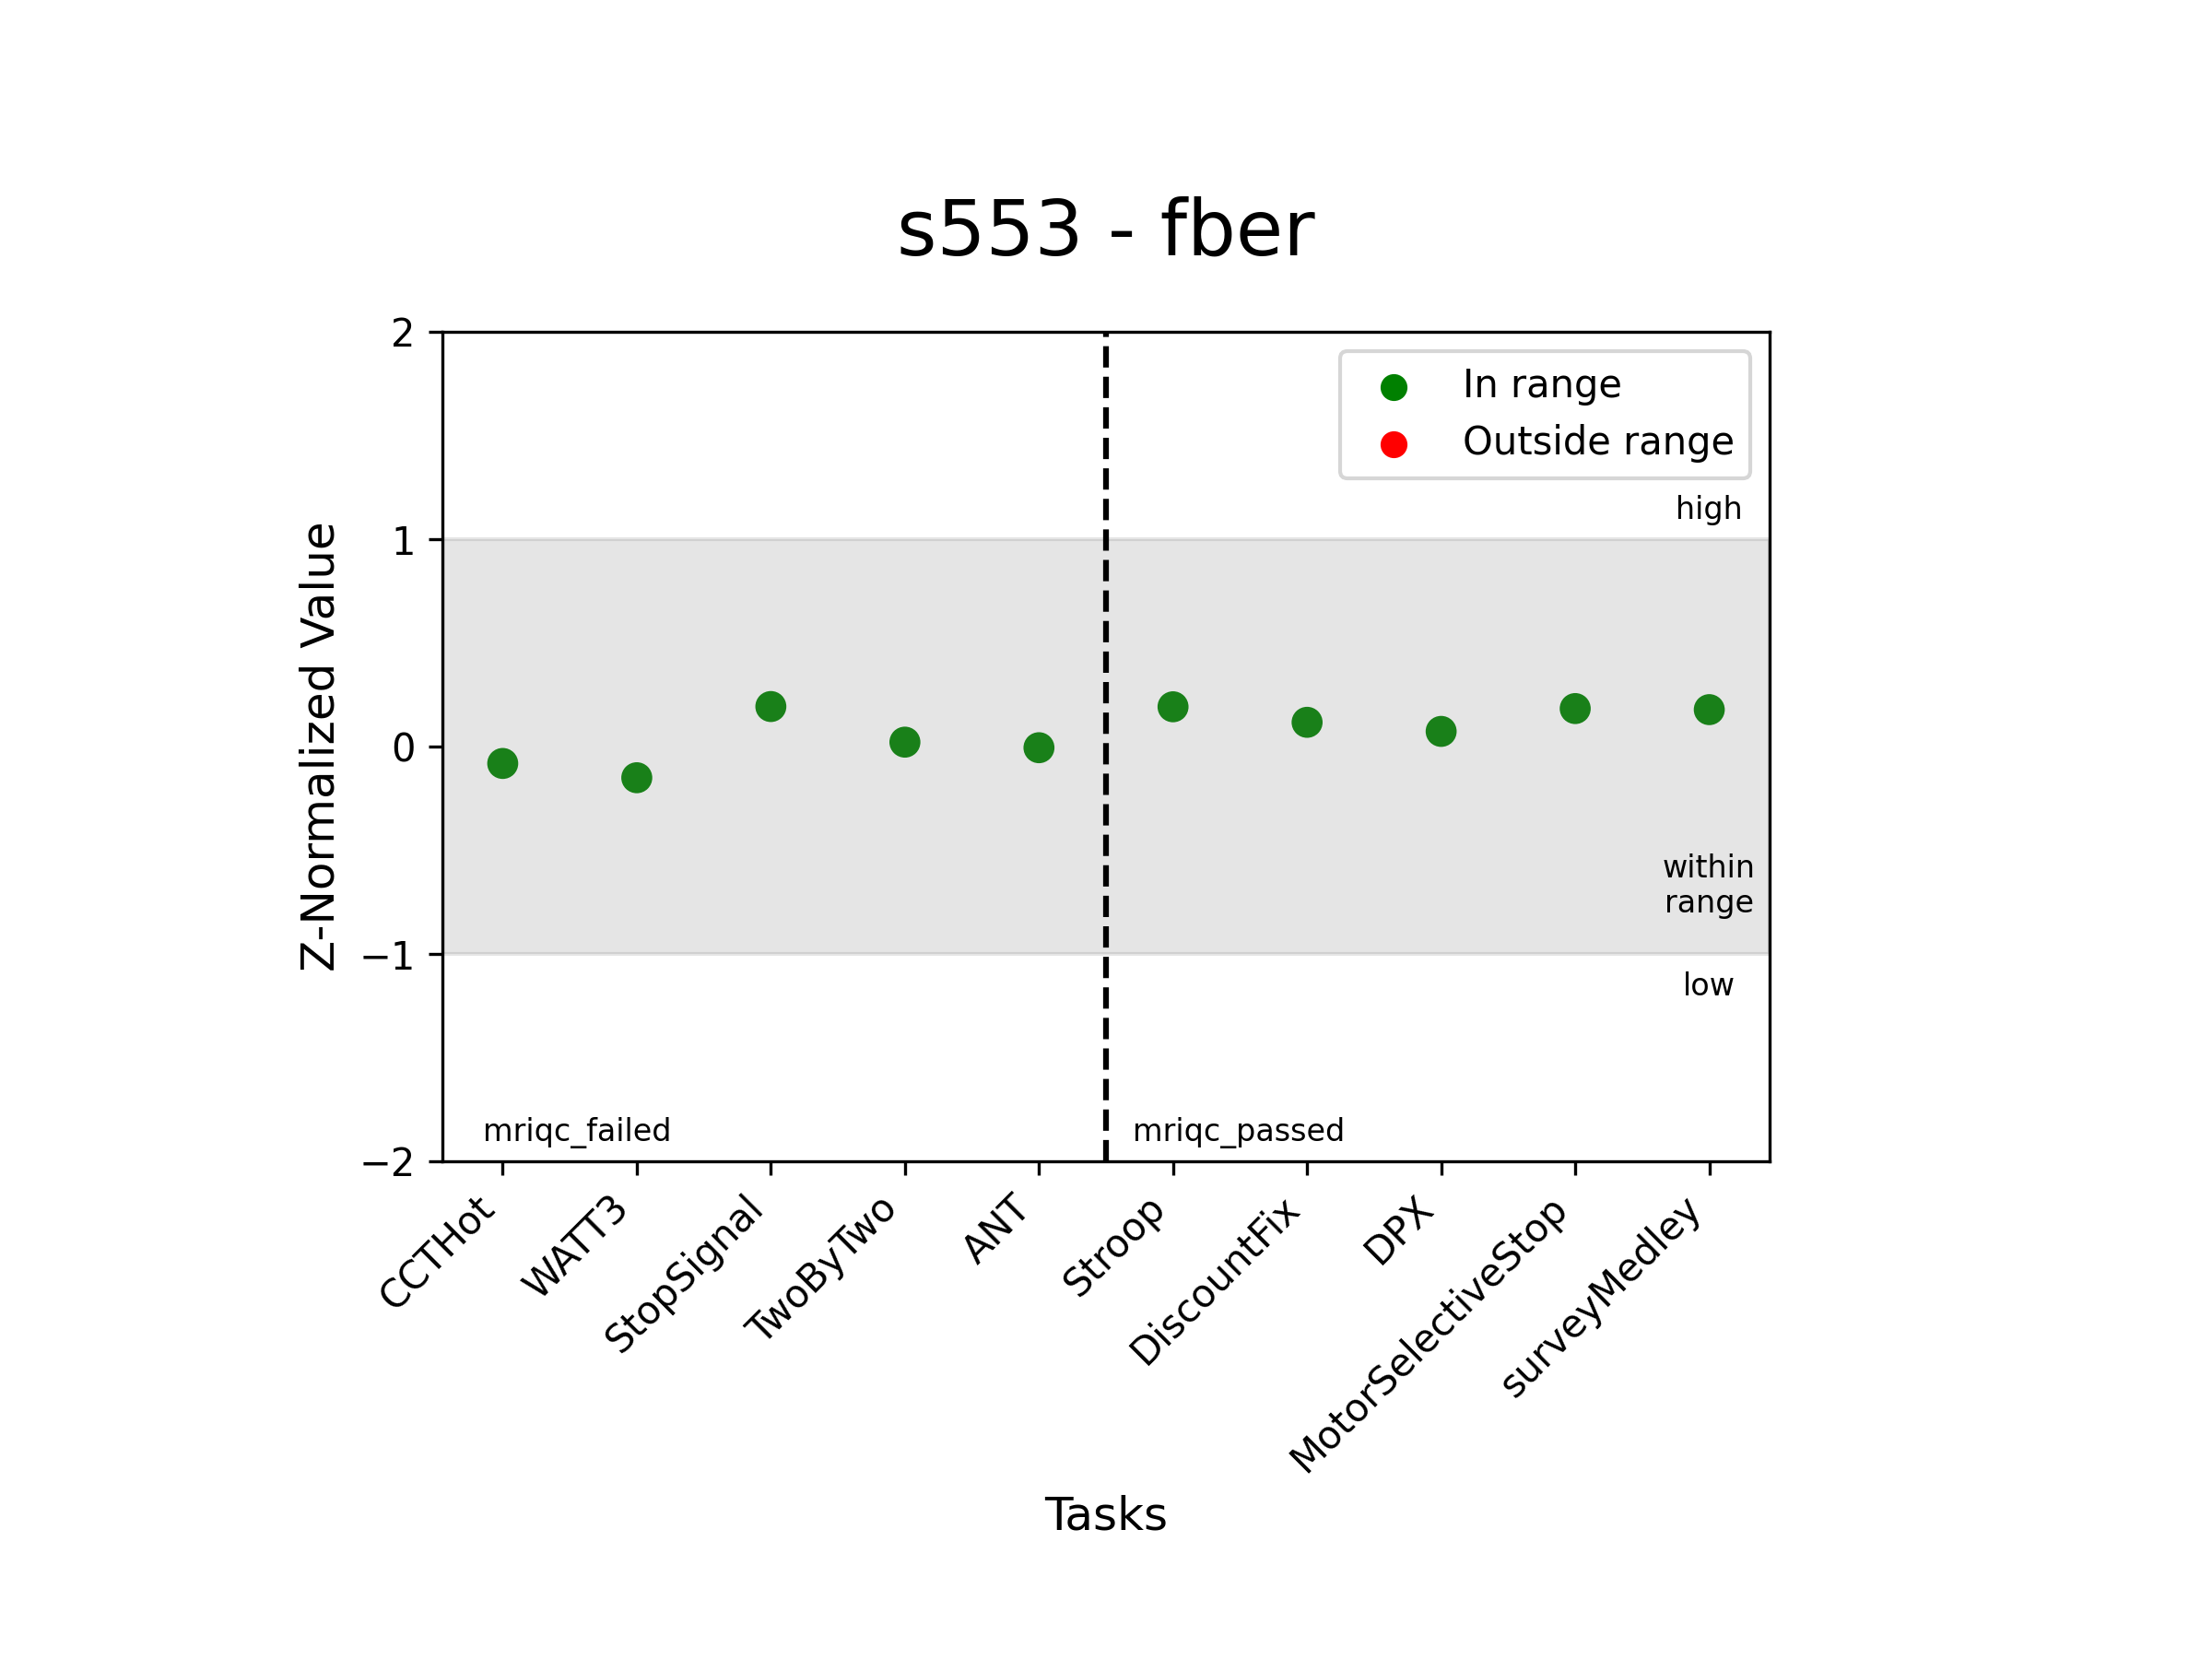 s553 - fber
2
1
0
−1
−2
Z-Normalized Value
In range
Outside range
high
within
range
low
mriqc_failed
mriqc_passed
CCTHot
WATT3
StopSignal
TwoByTwo
ANT
Stroop
DiscountFix
DPX
MotorSelectiveStop
surveyMedley
Tasks